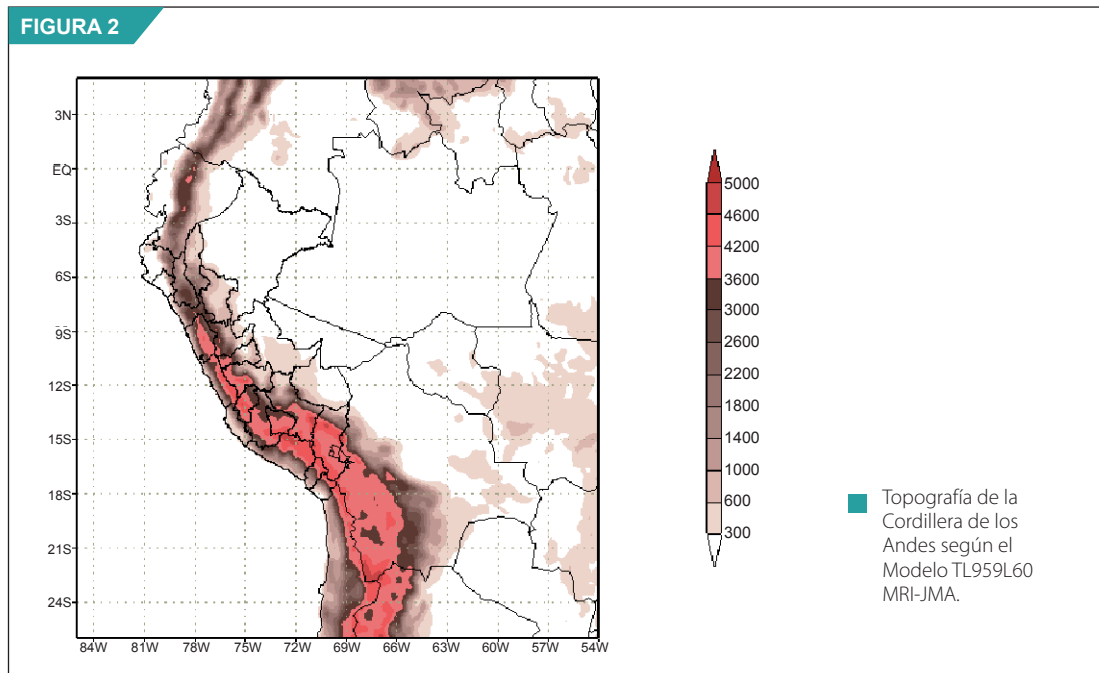 FIGURA 2
3N
EQ
3S
6S
9S
12S
15S
18S
21S
24S
84W 81W 78W 75W 72W 69W 66W 63W 60W 57W 54W
5000
4600
4200
3600
3000
2600
2200
1800
1400
1000
600
300
Topografía de la
Cordillera de los
Andes según el
Modelo TL959L60
MRI-JMA.